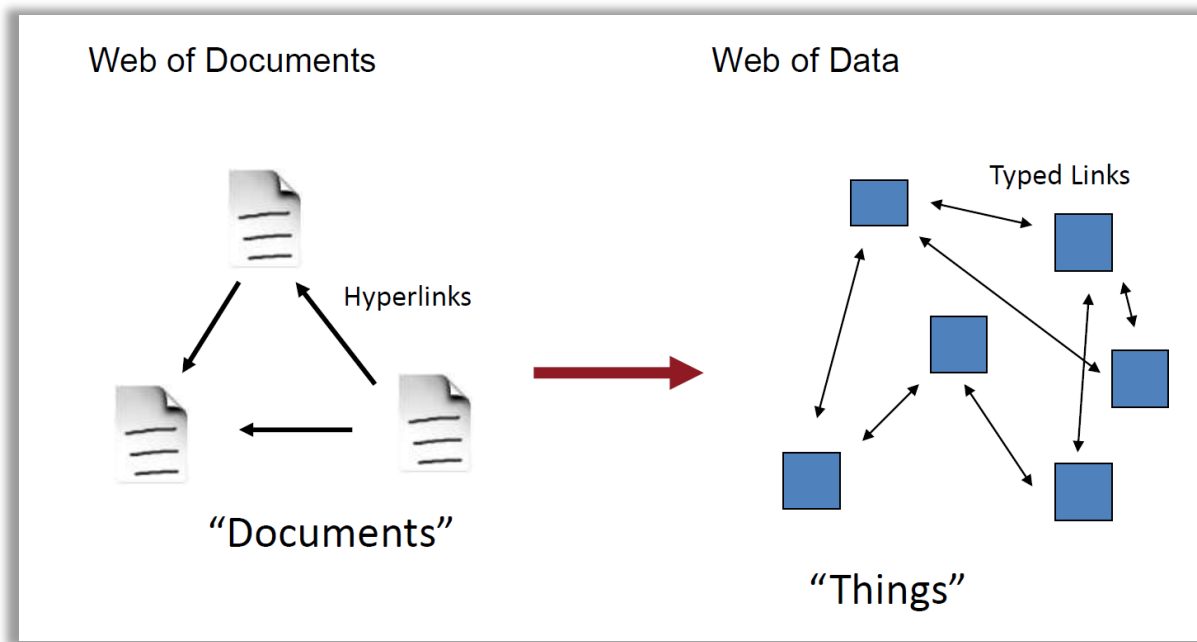 Web of Documents
Web of Data
Typed Links
Hyperlinks
“Documents”
“Things”